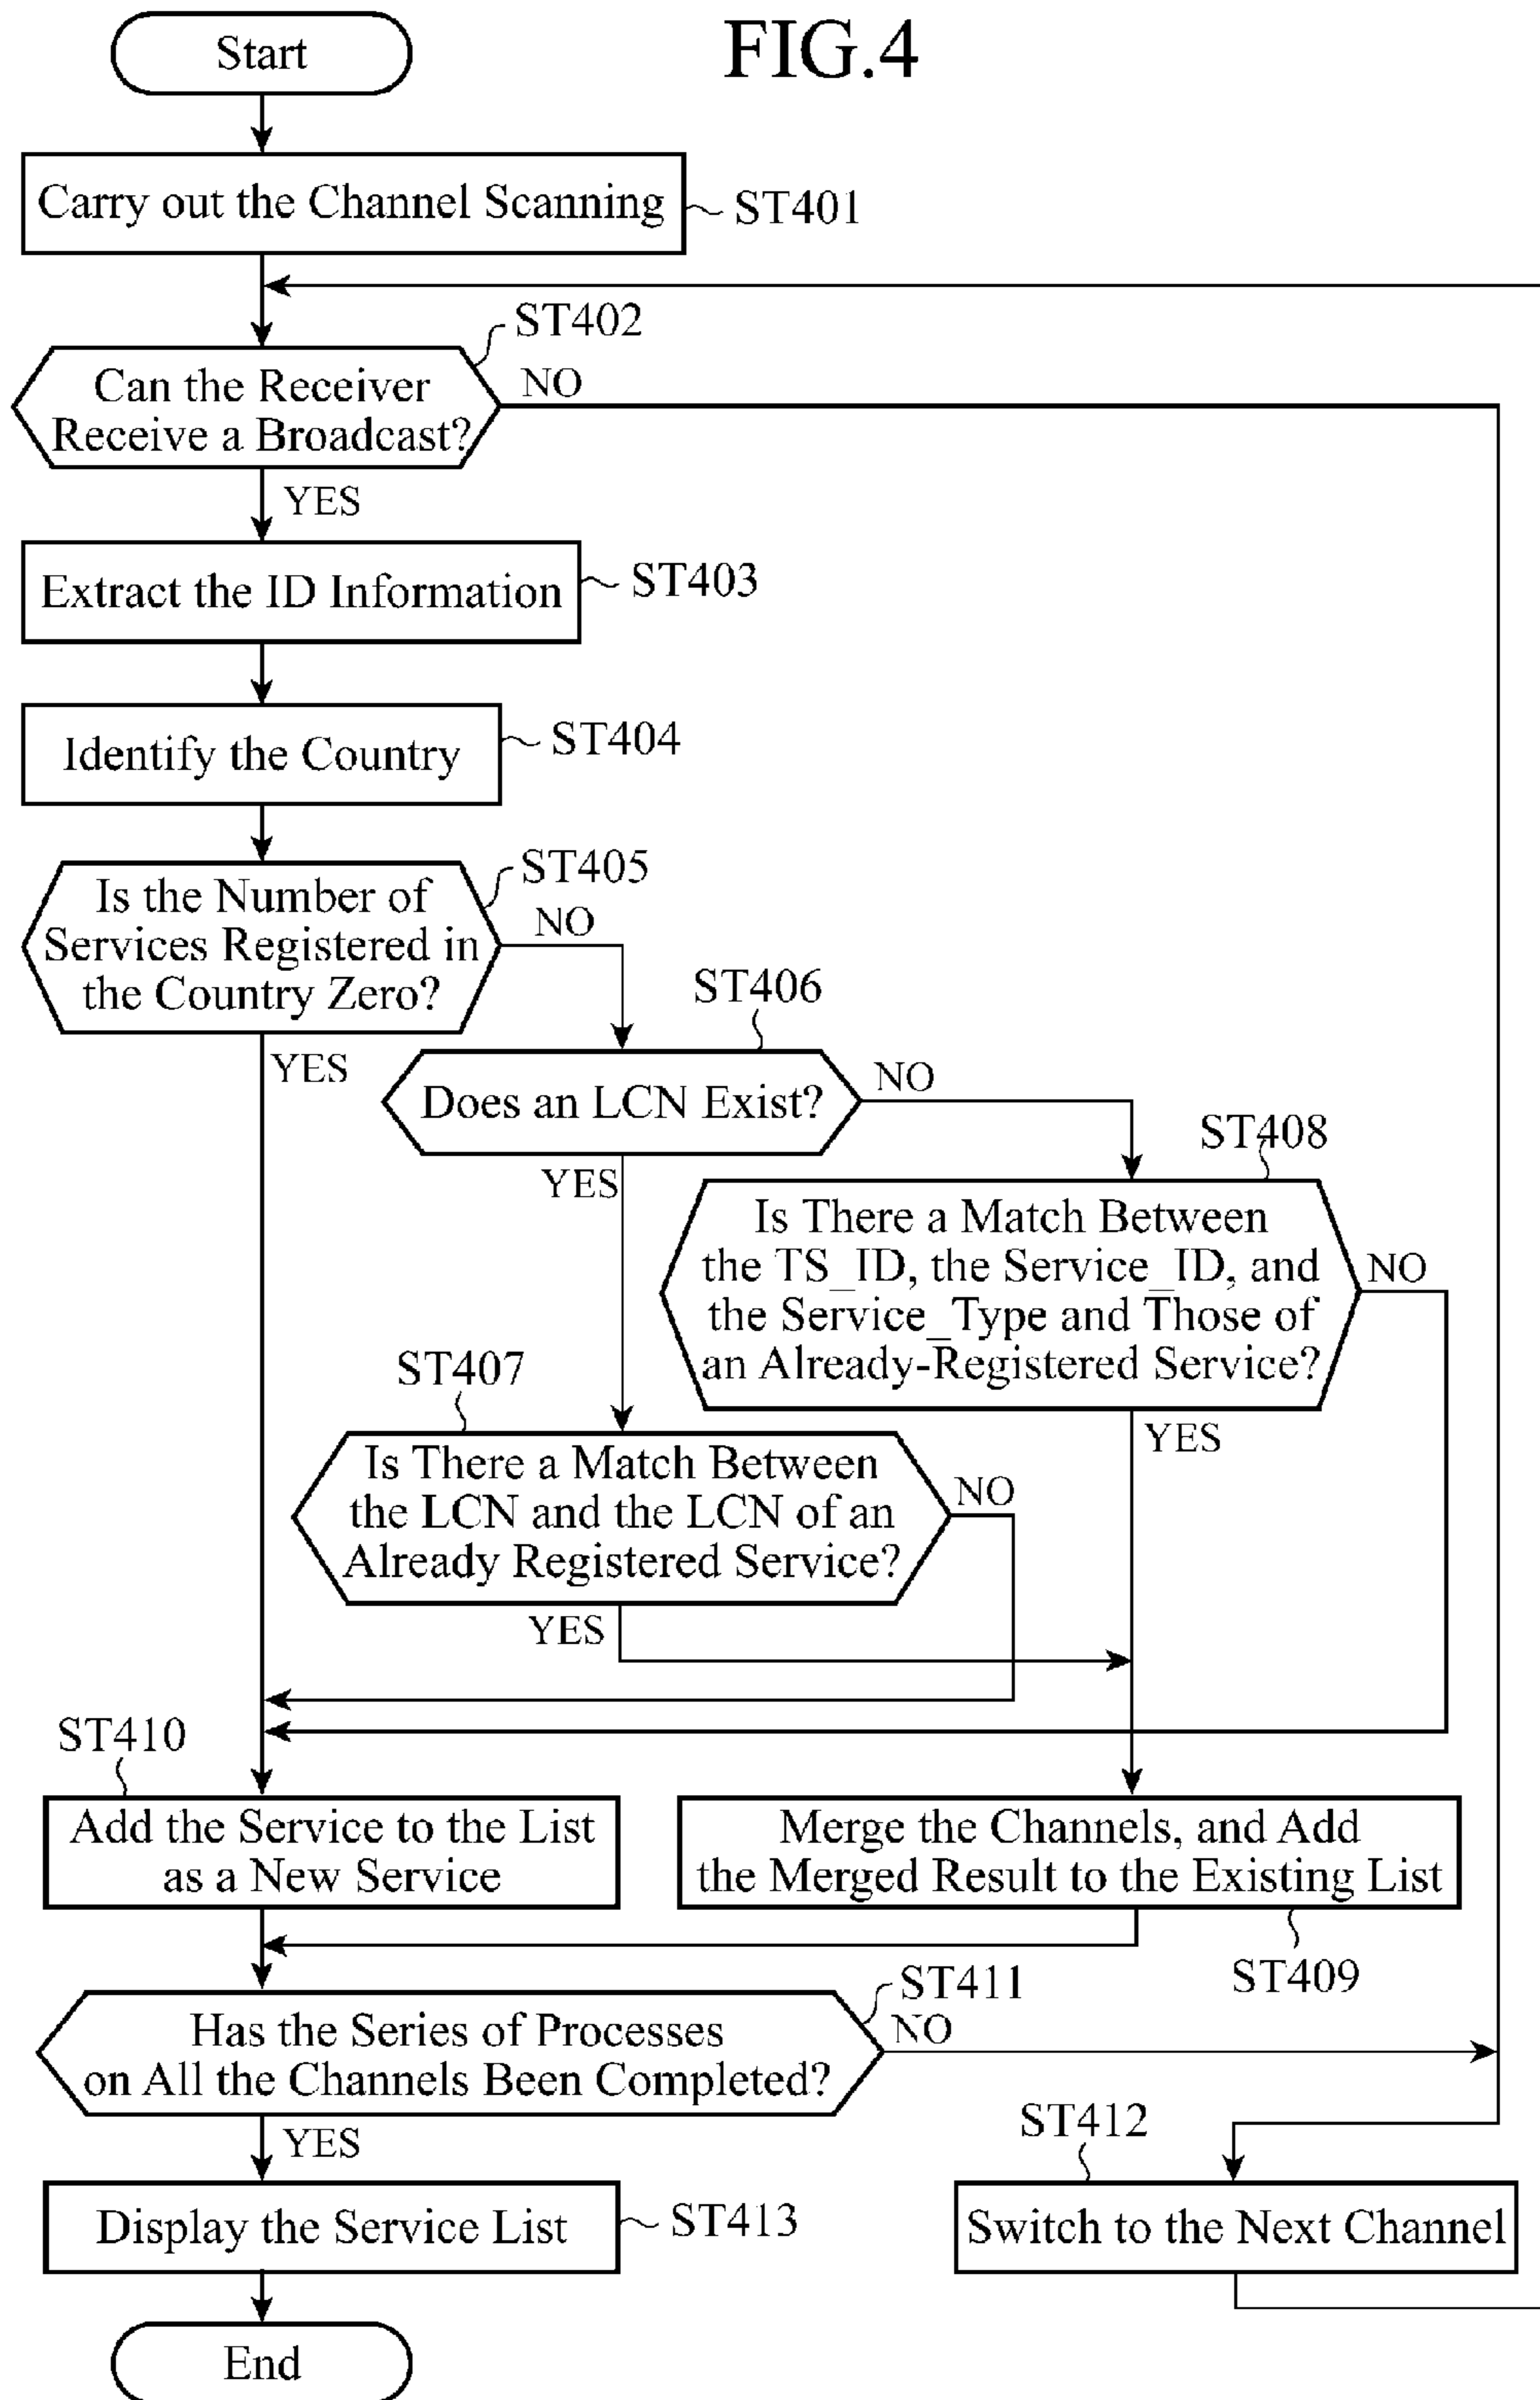 FIG.4
Start
Carry out the Channel Scanning
ST401
ST402
Can the Receiver
Receive a Broadcast?
NO
YES
Extract the ID Information
ST403
Identify the Country
ST404
ST405
Is the Number of
Services Registered in
the Country Zero?
NO
YES
ST406
Does an LCN Exist?
NO
YES
ST408
Is There a Match Between
the TS_ID, the Service_ID, and
the Service_Type and Those of
an Already-Registered Service?
NO
YES
ST407
Is There a Match Between
the LCN and the LCN of an
Already Registered Service?
NO
YES
ST410
Add the Service to the List
as a New Service
Merge the Channels, and Add
the Merged Result to the Existing List
ST409
ST411
Has the Series of Processes
on All the Channels Been Completed?
NO
YES
ST412
Switch to the Next Channel
Display the Service List
ST413
End